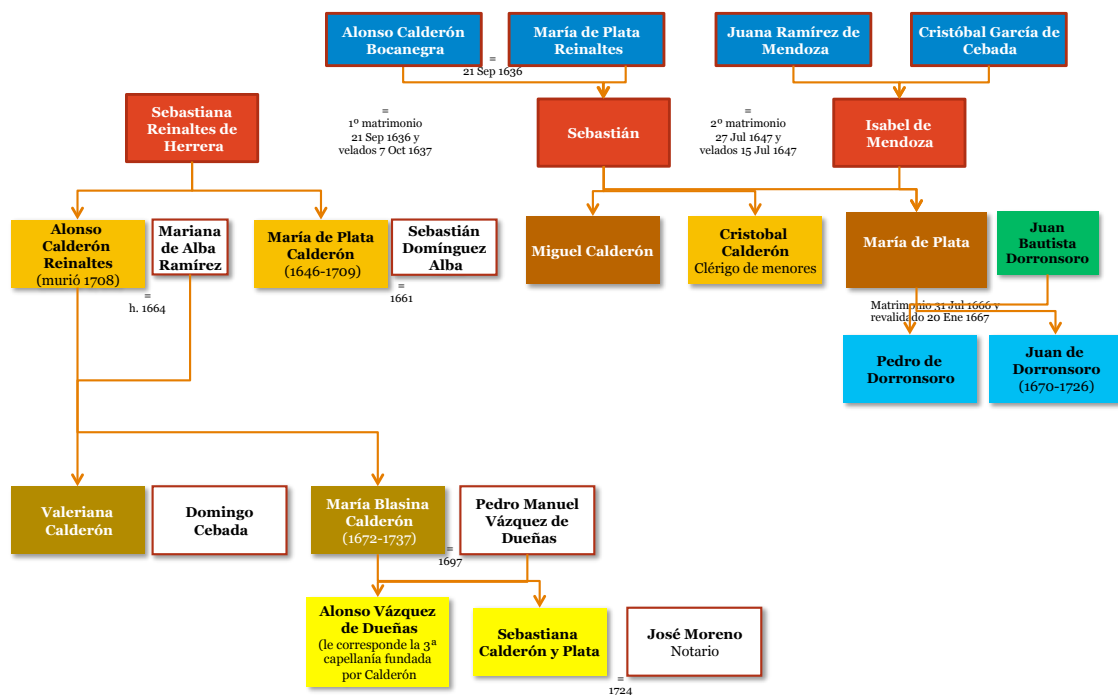 Alonso Calderón
Bocanegra
María de Plata
Reinaltes
Juana Ramírez de
Mendoza
Cristóbal García de
Cebada
=
21 Sep 1636
Sebastiana
Reinaltes de
Herrera
=
1º matrimonio
21 Sep 1636 y
velados 7 Oct 1637
Sebastián
=
2º matrimonio
27 Jul 1647 y
velados 15 Jul 1647
Isabel de
Mendoza
Alonso
Calderón
Reinaltes
(murió 1708)
Mariana
de Alba
Ramírez
=
h. 1664
María de Plata
Calderón
(1646-1709)
Sebastián
Domínguez
Alba
=
1661
Miguel Calderón
Cristobal
Calderón
Clérigo de menores
María de Plata
Juan
Bautista
Dorronsoro
Matrimonio 31 Jul 1666 y
revalidado 20 Ene 1667
Pedro de
Dorronsoro
Juan de
Dorronsoro
(1670-1726)
Valeriana
Calderón
Domingo
Cebada
María Blasina
Calderón
(1672-1737)
Pedro Manuel
Vázquez de
Dueñas
=
1697
Alonso Vázquez
de Dueñas
(le corresponde la 3ª
capellanía fundada
por Calderón
Sebastiana
Calderón y Plata
José Moreno
Notario
=
1724